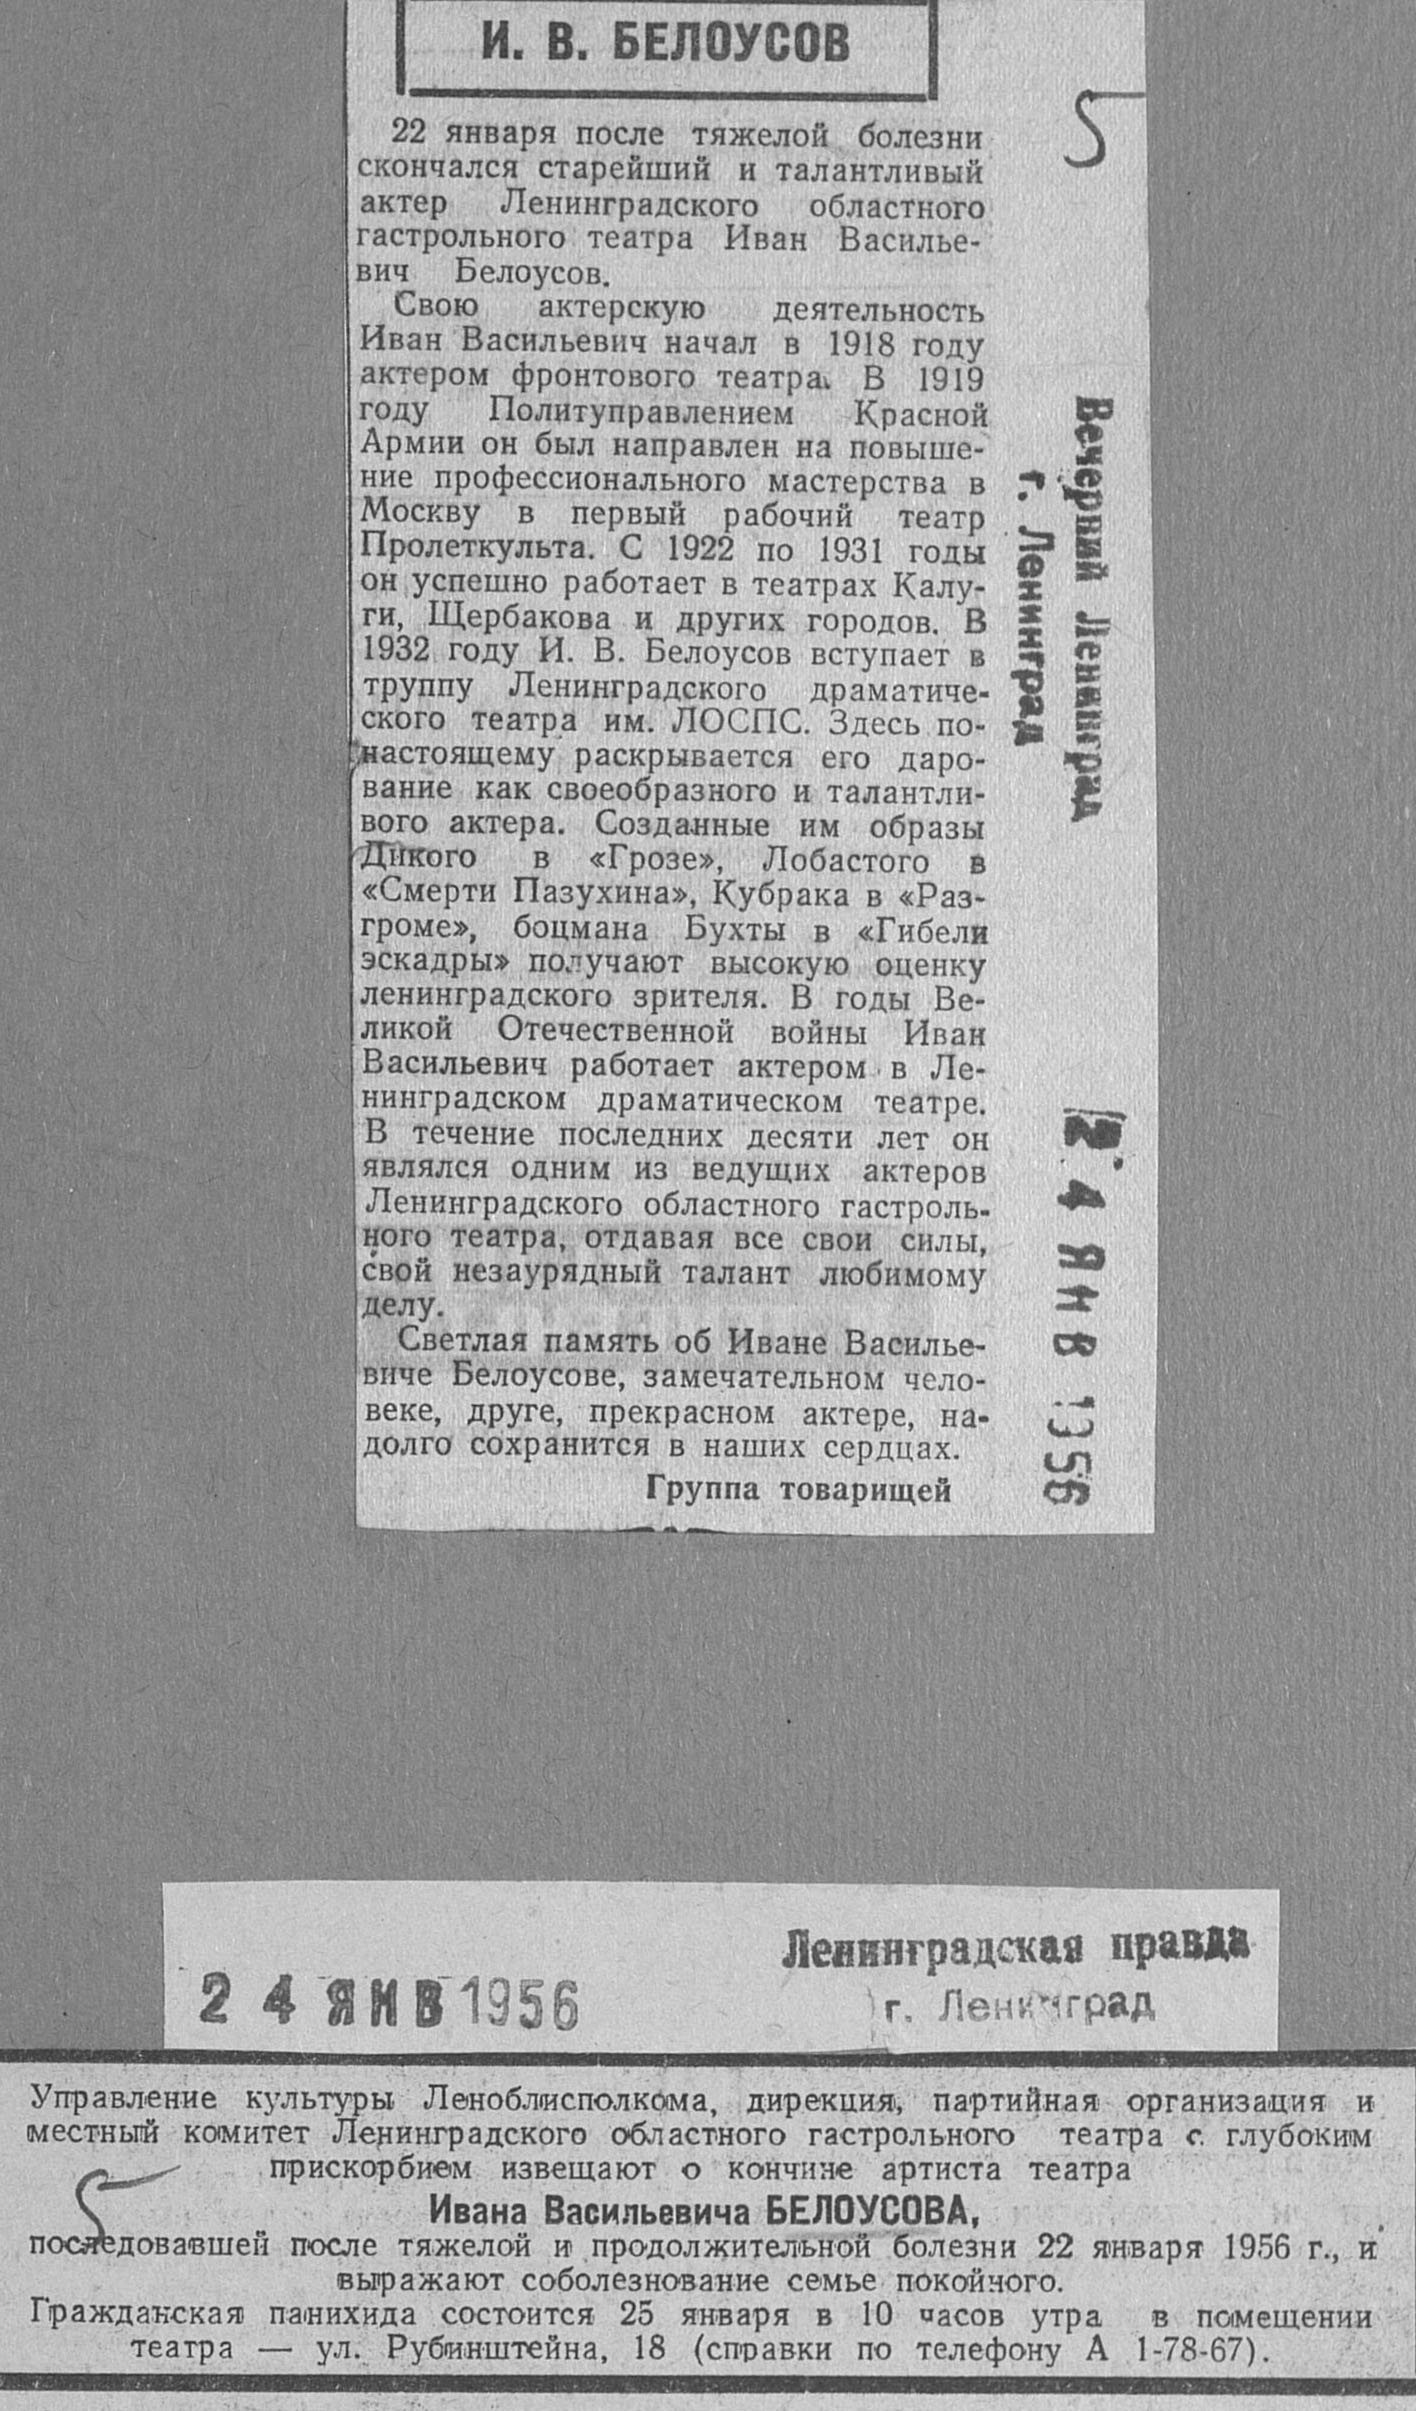 И. В. БЕЛОУСОВ
22 января после тяжелой болезни
скончался старейший и талантливый
актер Ленинградского областного
гастрольного театра Иван Василье-
вич Белоусов.
Свою актерскую деятельность
Иван Васильевич начал в 1918 году
актером фронтового театра. В 1919
году Политуправлением Красной
Армии он был направлен на повыше-
ние профессионального мастерства в
Москву в первый рабочий театр
Пролеткульта. С 1922 по 1931 годы
он успешно работает в театрах Калу-
ги, Щербакова и других городов. В
1932 году И. В. Белоусов вступает в
труппу Ленинградского драматиче-
ского театра им. ЛОСПС. Здесь по-
настоящему раскрывается его даро-
вание как своеобразного и талантли-
вого актера. Созданные им образы
Дикого в «Грозе», Лобастого в
«Смерти Пазухина», Кубрака в «Раз-
громе», боцмана Бухты в «Гибели
эскадры» получают высокую оценку
ленинградского зрителя. В годы Ве-
ликой Отечественной войны Иван
Васильевич работает актером в Ле-
нинградском драматическом театре.
В течение последних десяти лет он
являлся одним из ведущих актеров
Ленинградского областного гастроль-
ного театра, отдавая все свои силы,
свой незаурядный талант любимому
делу.
Светлая память об Иване Василье-
виче Белоусове, замечательном чело-
веке, друге, прекрасном актере, на-
долго сохранится в наших сердцах.
Группа товарищей
5
Вечерний Ленинград
г. Ленинград
24 ЯНВ 1956
Ленинградская правда
24 ЯНВ 1956
г. Ленинград
Управление культуры Леноблисполкома, дирекция, партийная организация и
местный комитет Ленинградского областного гастрольного театра с глубоким
прискорбием извещают о кончине артиста театра
5
Ивана Васильевича БЕЛОУСОВА,
последовавшей после тяжелой и продолжительной болезни 22 января 1956 г., и
выражают соболезнование семье покойного.
Гражданская панихида состоится 25 января в 10 часов утра в помещении
театра — ул. Рубинштейна, 18 (справки по телефону А 1-78-67).